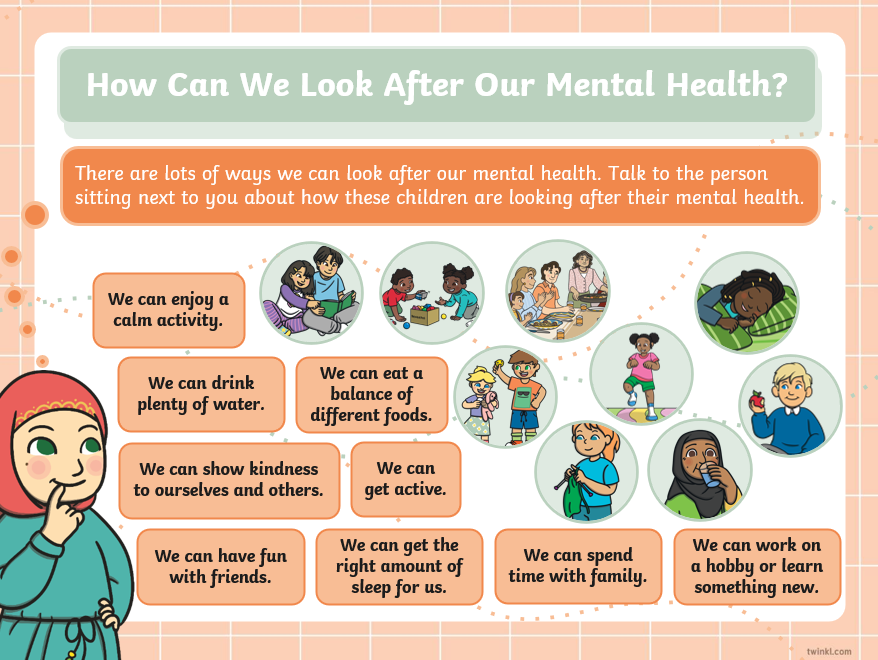 How Can We Look After Our Mental Health?
There are lots of ways we can look after our mental health. Talk to the person
sitting next to you about how these children are looking after their mental health.
We can enjoy a
calm activity.
We can drink
plenty of water.
We can eat a
balance of
different foods.
We can show kindness
to ourselves and others.
We can
get active.
We can have fun
with friends.
We can get the
right amount of
sleep for us.
We can spend
time with family.
We can work on
a hobby or learn
something new.
twinkl.com